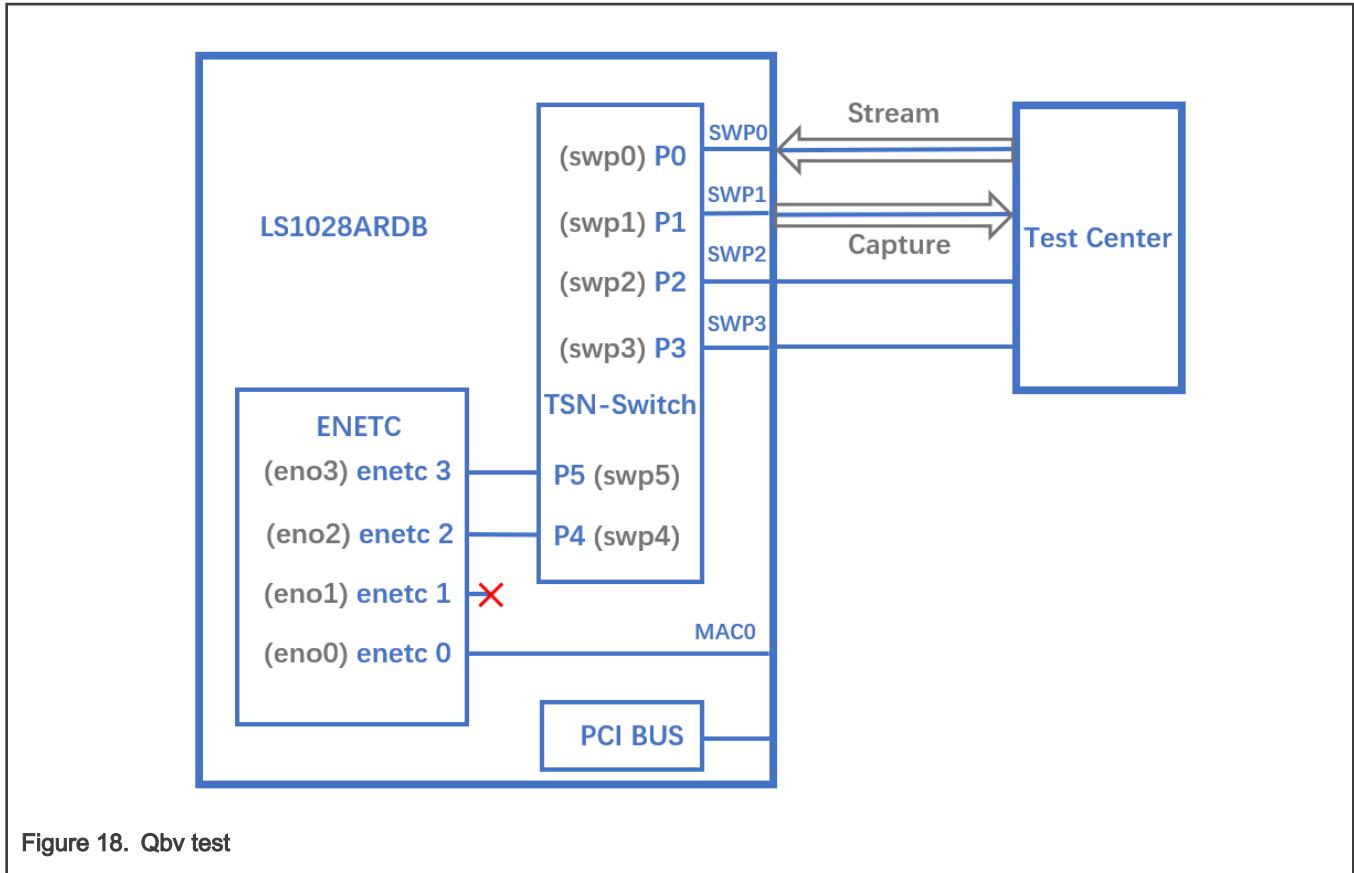 LS1028ARDB
(swp0) P0
(swp1) P1
(swp2) P2
(swp3) P3
TSN-Switch
P5 (swp5)
P4 (swp4)
SWP0
SWP1
SWP2
SWP3
Stream
Capture
Test Center
ENETC
(eno3) enetc 3
(eno2) enetc 2
(eno1) enetc 1
(eno0) enetc 0
MAC0
PCI BUS
Figure 18. Qbv test